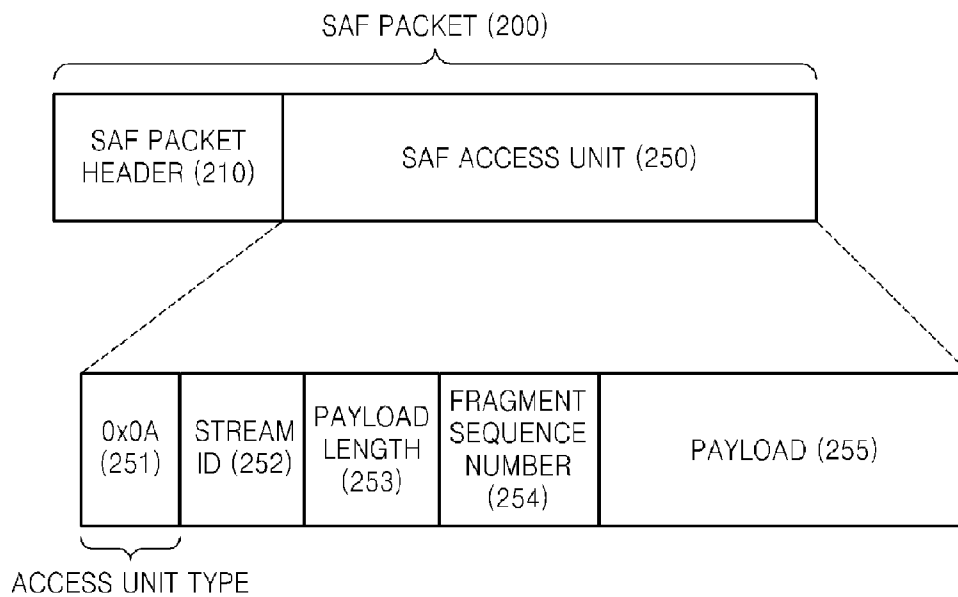 SAF PACKET (200)
SAF PACKET
HEADER (210)
SAF ACCESS UNIT (250)
0x0A
(251)
STREAM
ID (252)
PAYLOAD
LENGTH
(253)
FRAGMENT
SEQUENCE
NUMBER
(254)
PAYLOAD (255)
ACCESS UNIT TYPE